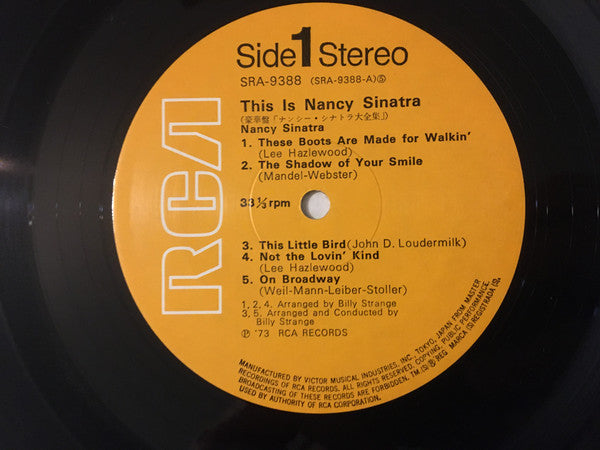 Side 1 Stereo
SRA-9388 (SRA-9388-A)⑤
This Is Nancy Sinatra
(豪華盤「ナンシー・シナトラ大全集」)
Nancy Sinatra
1. These Boots Are Made for Walkin'
(Lee Hazlewood)
2. The Shadow of Your Smile
(Mandel-Webster)
33 1/3 rpm
3. This Little Bird (John D. Loudermilk)
4. Not the Lovin' Kind
(Lee Hazlewood)
5. On Broadway
(Weil-Mann-Leiber-Stoller)
1, 2, 4. Arranged by Billy Strange
3, 5. Arranged and Conducted by
Billy Strange
℗ '73 RCA RECORDS
RCA
MANUFACTURED BY VICTOR MUSICAL INDUSTRIES, INC. TOKYO, JAPAN FROM MASTER
RECORDINGS OF RCA RECORDS. ALL RIGHTS RESERVED, COPYING, PUBLIC PERFORMANCE,
BROADCASTING OF THESE RECORDS ARE FORBIDDEN. TM(S)® REG. MARCA(S) REGISTRADA(S).
USED BY AUTHORITY OF RCA CORPORATION.